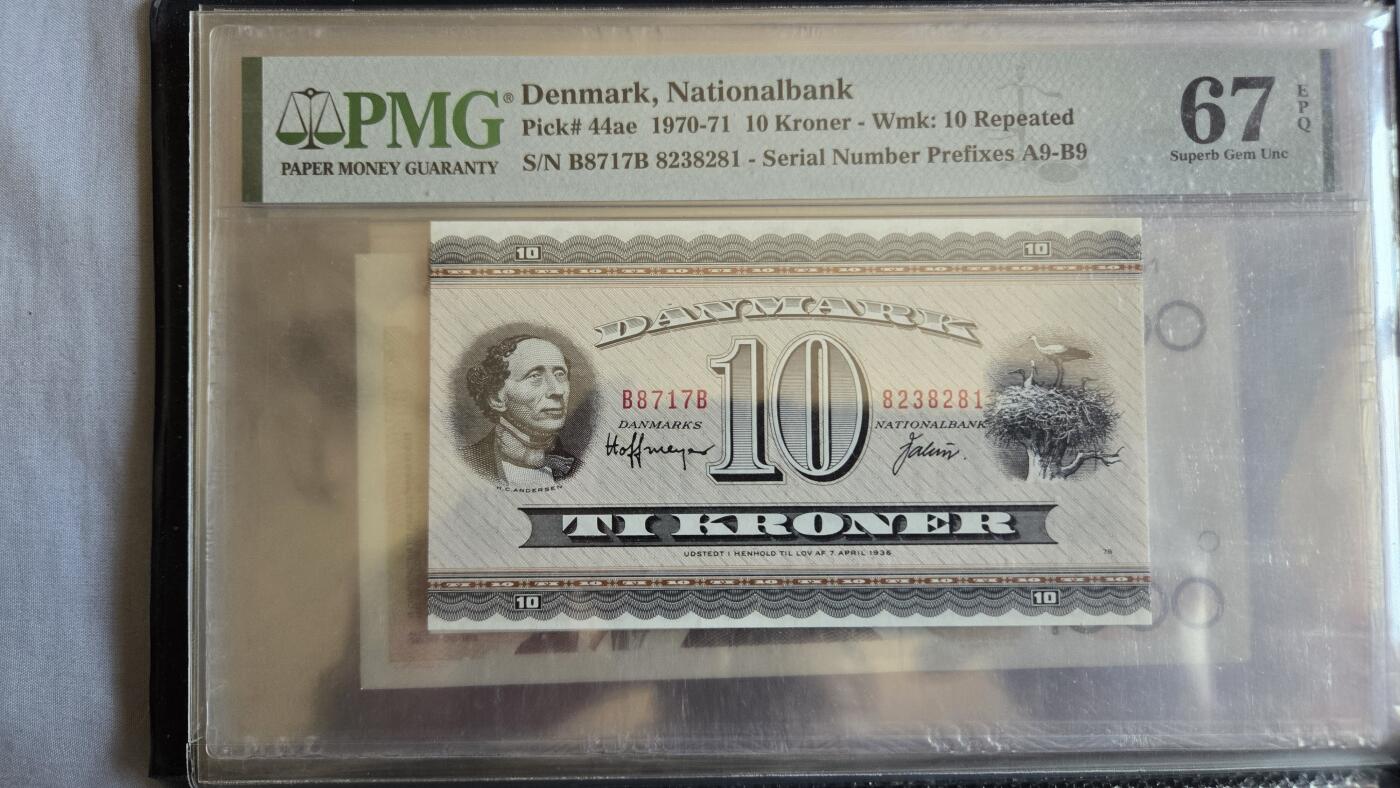 PMG®
PAPER MONEY GUARANTY
Denmark, Nationalbank
Pick# 44ae 1970-71 10 Kroner - Wmk: 10 Repeated
S/N B8717B 8238281 - Serial Number Prefixes A9-B9
67 EPQ
Superb Gem Unc
10 10
DANMARK
10
B8717B 8238281
DANMARKS NATIONALBANK
Hoffmeyer
H.C.ANDERSEN
TI KRONER
UDSTEDT I HENHOLD TIL LOV AF 7. APRIL 1936
10 10